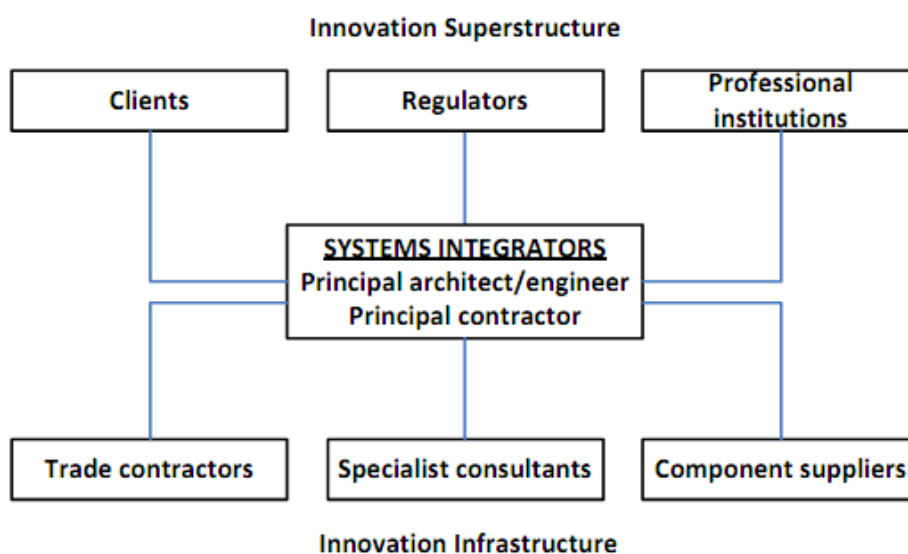 Innovation Superstructure
Clients
Regulators
Professional
institutions
SYSTEMS INTEGRATORS
Principal architect/engineer
Principal contractor
Trade contractors
Specialist consultants
Component suppliers
Innovation Infrastructure